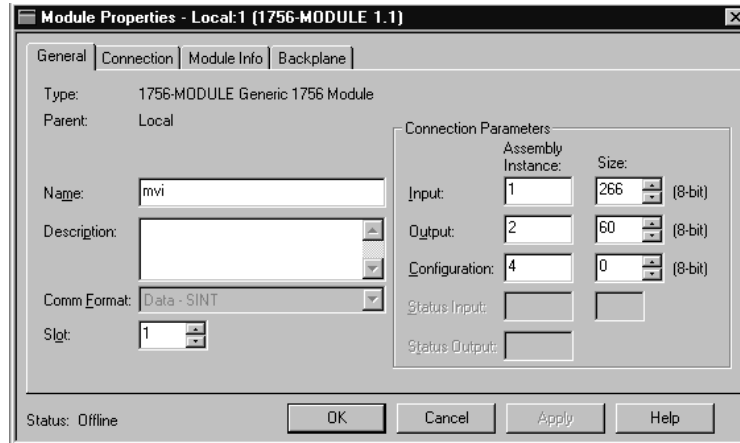 Module Properties - Local:1 (1756-MODULE 1.1)
General Connection Module Info Backplane
Type: 1756-MODULE Generic 1756 Module
Parent: Local
Name: mvi
Description:
Comm Format: Data - SINT
Slot: 1
Connection Parameters
Assembly
Instance: Size:
Input: 1 266 (8-bit)
Output: 2 60 (8-bit)
Configuration: 4 0 (8-bit)
Status Input:
Status Output:
Status: Offline
OK Cancel Apply Help